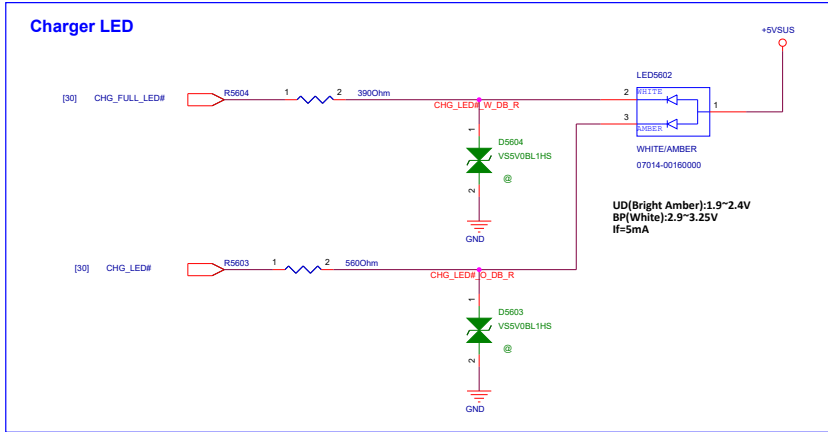 Charger LED
+5VSUS
LED5602
[30] CHG_FULL_LED# R5604 1 2 390Ohm
CHG_LED#_W_DB_R
2 WHITE
1
3 AMBER
WHITE/AMBER
07014-00160000
1
D5604
VS5V0BL1HS
@
2
GND
UD(Bright Amber):1.9~2.4V
BP(White):2.9~3.25V
If=5mA
[30] CHG_LED# R5603 1 2 560Ohm
CHG_LED#_O_DB_R
1
D5603
VS5V0BL1HS
@
2
GND